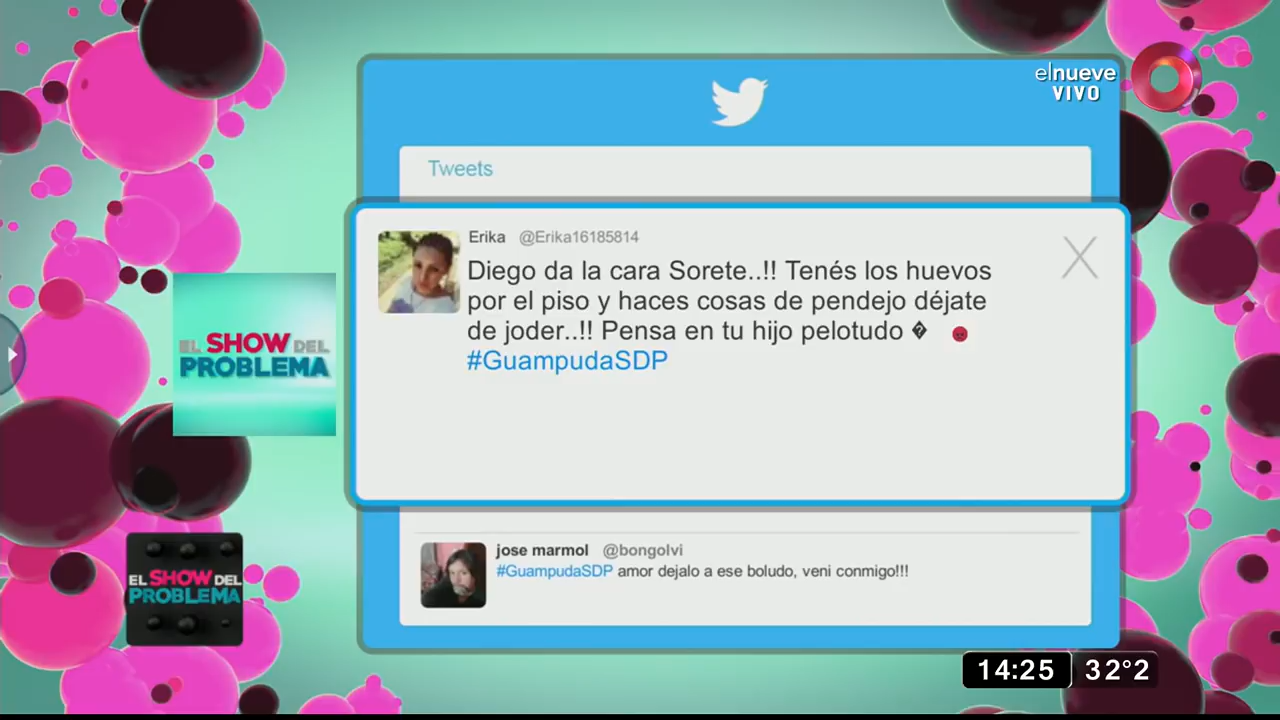 elnueve
VIVO
Tweets
Erika @Erika16185814
Diego da la cara Sorete..!! Tenés los huevos
por el piso y haces cosas de pendejo déjate
de joder..!! Pensa en tu hijo pelotudo �
#GuampudaSDP
EL SHOW DEL
PROBLEMA
jose marmol @bongolvi
#GuampudaSDP amor dejalo a ese boludo, veni conmigo!!!
EL SHOW DEL
PROBLEMA
14:25 32°2